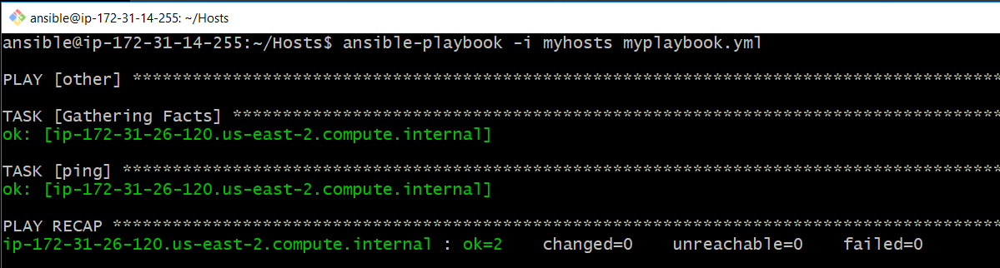 ansible@ip-172-31-14-255: ~/Hosts
ansible@ip-172-31-14-255:~/Hosts$ ansible-playbook -i myhosts myplaybook.yml
PLAY [other] ***************************************************************************************
TASK [Gathering Facts] *****************************************************************************
ok: [ip-172-31-26-120.us-east-2.compute.internal]
TASK [ping] ****************************************************************************************
ok: [ip-172-31-26-120.us-east-2.compute.internal]
PLAY RECAP *****************************************************************************************
ip-172-31-26-120.us-east-2.compute.internal : ok=2    changed=0    unreachable=0    failed=0